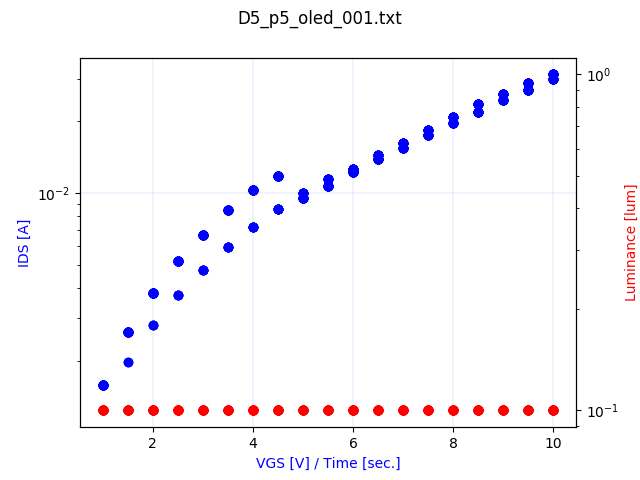 D5_p5_oled_001.txt
10⁰
10⁻²
IDS [A]
Luminance [lum]
10⁻¹
2 4 6 8 10
VGS [V] / Time [sec.]